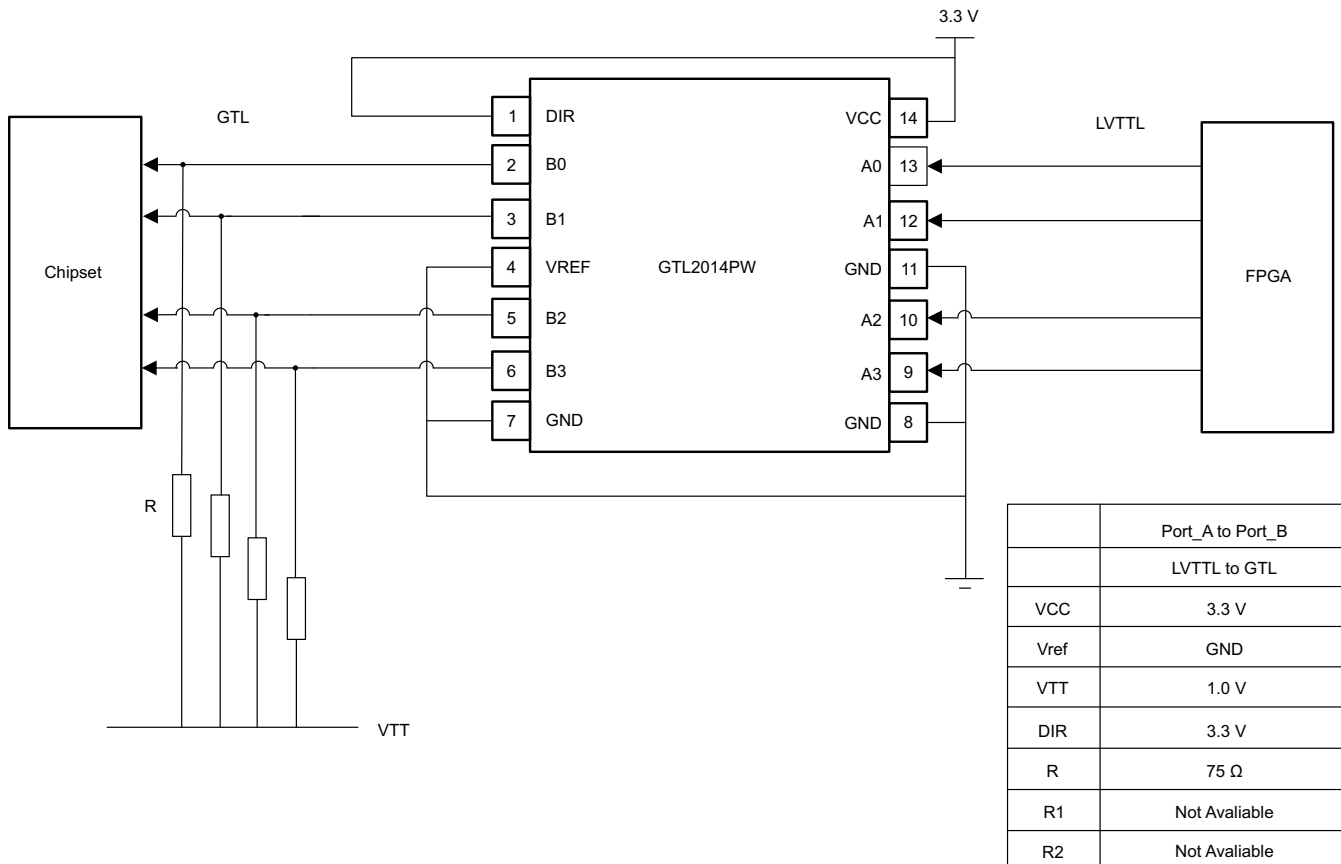 3.3 V
GTL
LVTTL
1 DIR VCC 14
2 B0 A0 13
3 B1 A1 12
4 VREF GND 11
5 B2 A2 10
6 B3 A3 9
7 GND GND 8
Chipset
GTL2014PW
FPGA
R
VTT
Port_A to Port_B
LVTTL to GTL
VCC 3.3 V
Vref GND
VTT 1.0 V
DIR 3.3 V
R 75 Ω
R1 Not Avaliable
R2 Not Avaliable